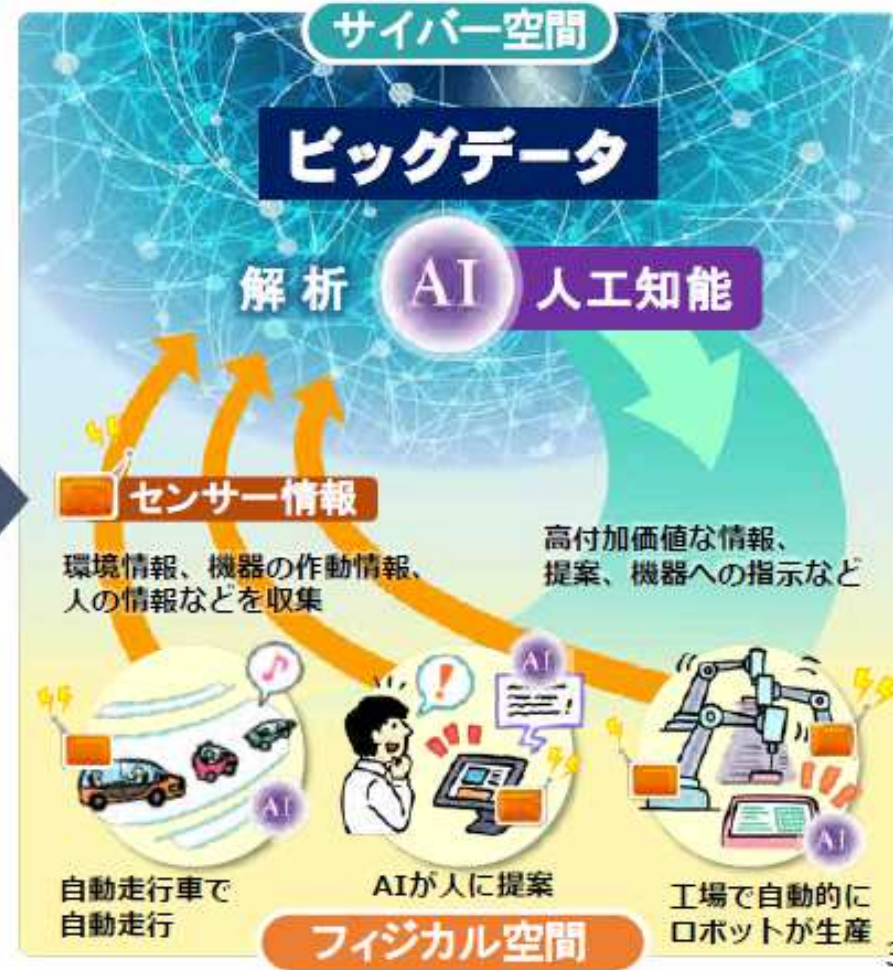 サイバー空間
ビッグデータ
解析 AI 人工知能
センサー情報
環境情報、機器の作動情報、
人の情報などを収集
高付加価値な情報、
提案、機器への指示など
AI
AI
AI
自動走行車で
自動走行
AIが人に提案
工場で自動的に
ロボットが生産
フィジカル空間